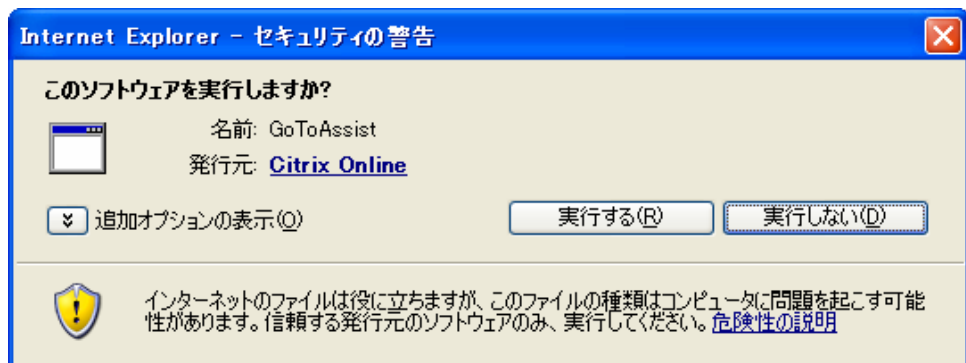 Internet Explorer - セキュリティの警告
このソフトウェアを実行しますか?
名前: GoToAssist
発行元: Citrix Online
追加オプションの表示(O)
実行する(R)
実行しない(D)
インターネットのファイルは役に立ちますが、このファイルの種類はコンピュータに問題を起こす可能
性があります。信頼する発行元のソフトウェアのみ、実行してください。危険性の説明